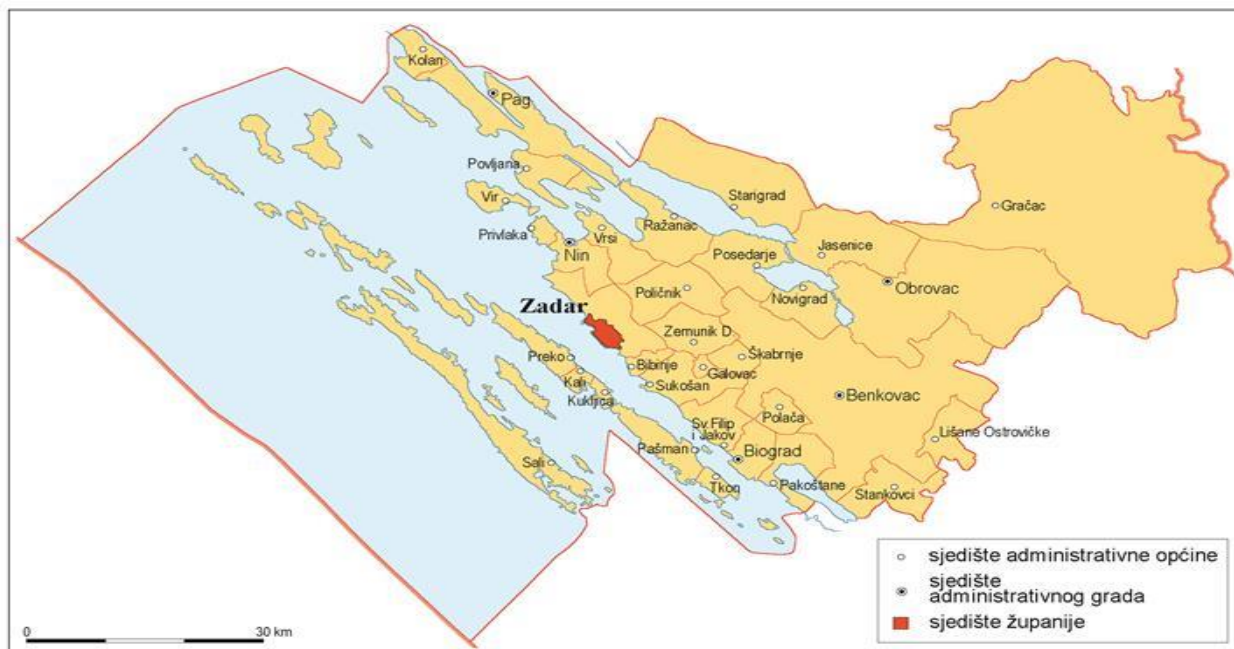 Kolan
Pag
Povljana
Vir
Privlaka
Nin
Vrsi
Ražanac
Starigrad
Gračac
Jasenice
Posedarje
Obrovac
Novigrad
Poličnik
Zadar
Zemunik D
Škabrnje
Preko
Bibinje
Galovac
Kali
Sukošan
Kukljica
Benkovac
Polača
Sv.Filip
i Jakov
Lišane Ostrovičke
Pašman
Biograd
Sali
Tkon
Pakoštane
Stankovci
sjedište administrativne općine
sjedište
administrativnog grada
sjedište županije
0 30 km